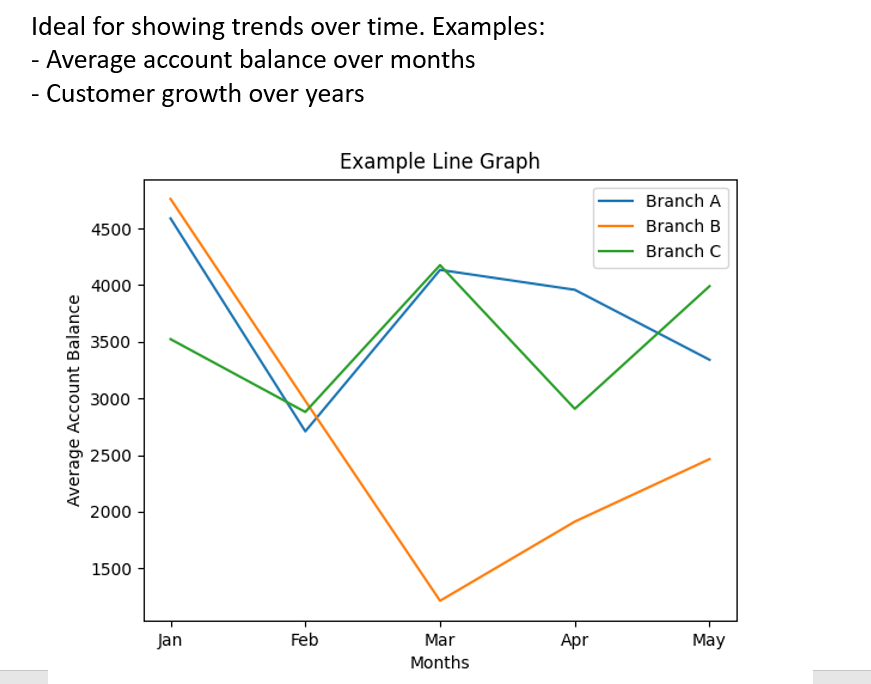 Ideal for showing trends over time. Examples:
- Average account balance over months
- Customer growth over years
Example Line Graph
Branch A
Branch B
Branch C
Average Account Balance
4500
4000
3500
3000
2500
2000
1500
Jan Feb Mar Apr May
Months